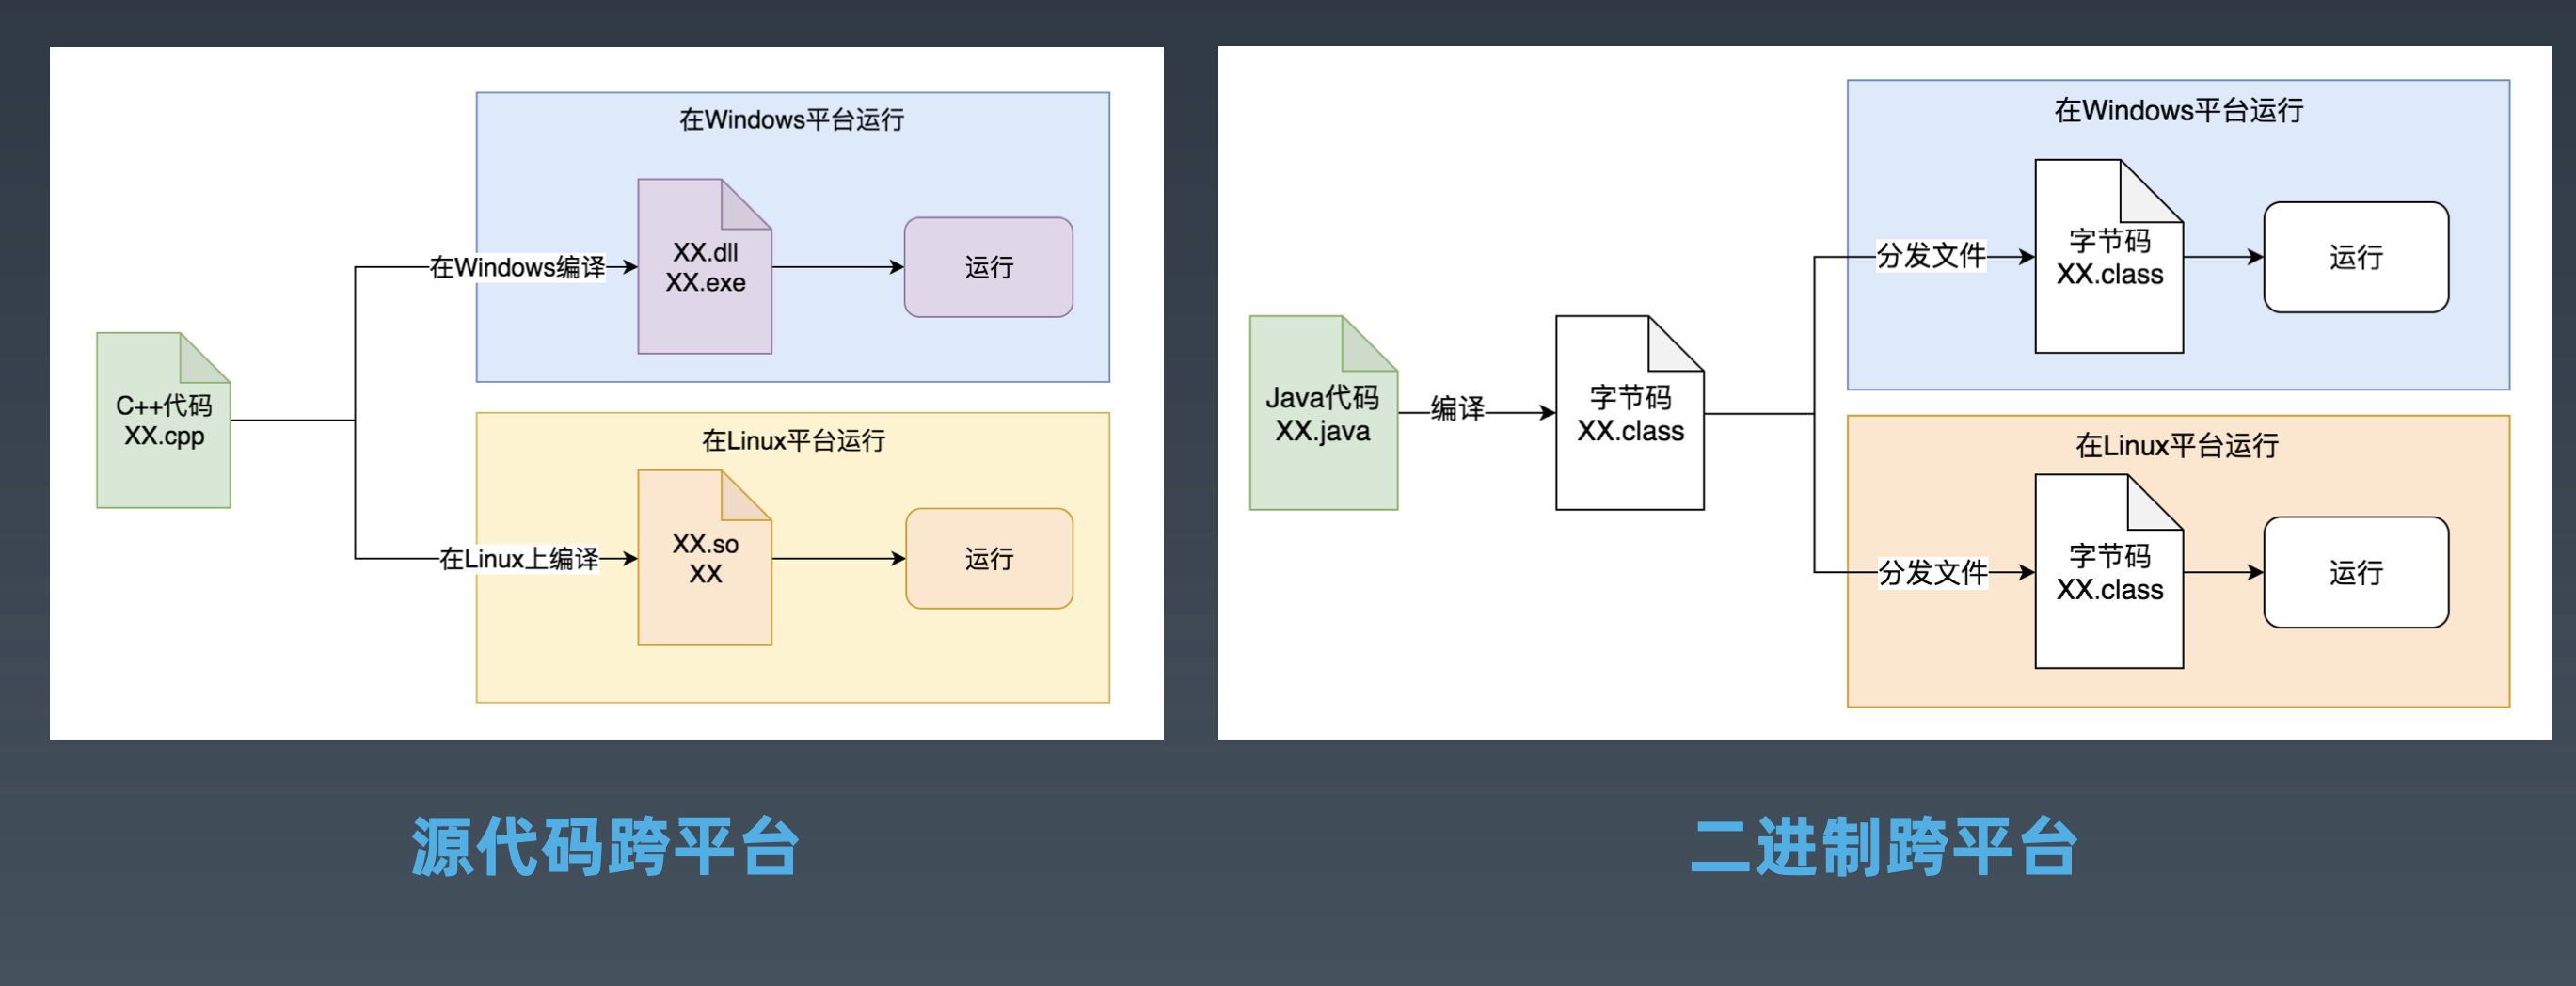 在Windows平台运行
在Windows编译
XX.dll
XX.exe
运行
C++代码
XX.cpp
在Linux平台运行
在Linux上编译
XX.so
XX
运行
源代码跨平台
在Windows平台运行
分发文件
字节码
XX.class
运行
Java代码
XX.java
编译
字节码
XX.class
在Linux平台运行
分发文件
字节码
XX.class
运行
二进制跨平台